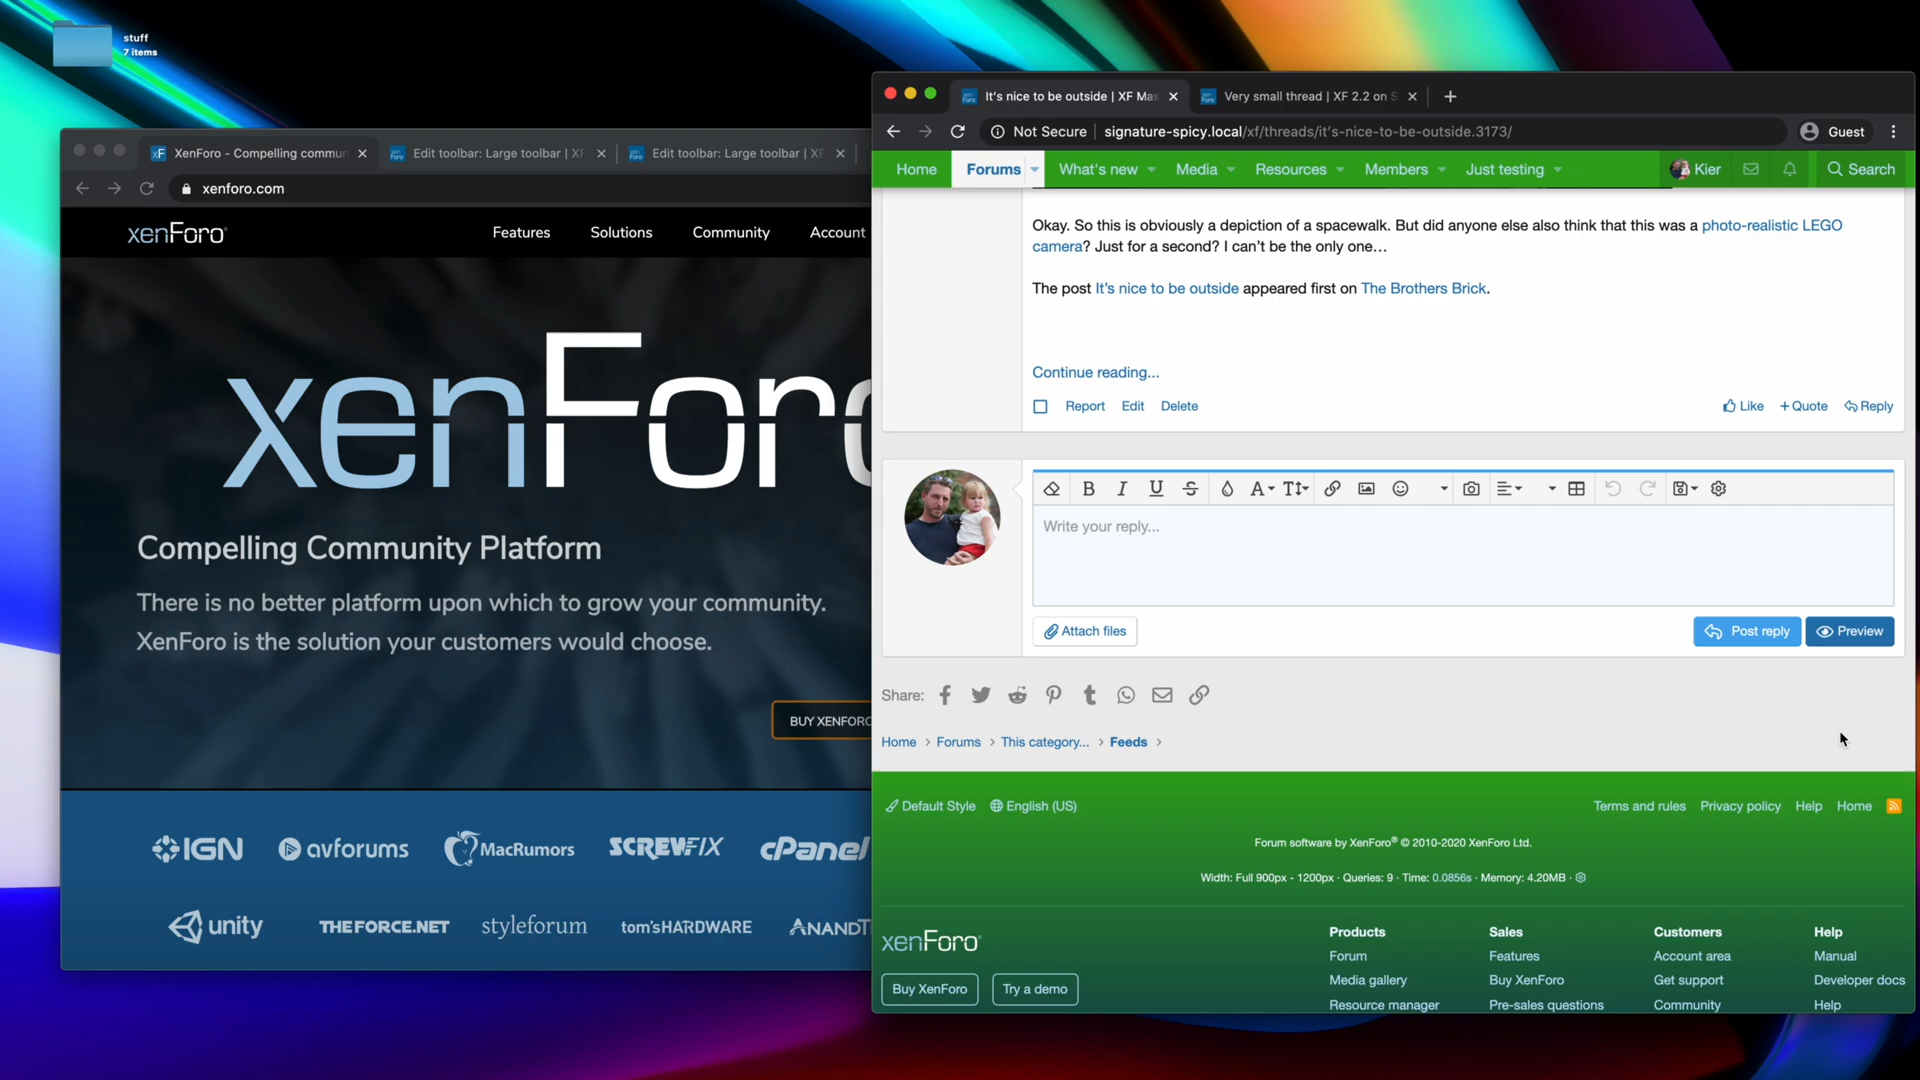 stuff
7 items
XenForo - Compelling commun
Edit toolbar: Large toolbar | XF
Edit toolbar: Large toolbar | XF
xenforo.com
xenForo
Features
Solutions
Community
Account
xenForo
Compelling Community Platform
There is no better platform upon which to grow your community.
XenForo is the solution your customers would choose.
BUY XENFORO
IGN
avforums
MacRumors
SCREWFIX
cPanel
unity
THEFORCE.NET
styleforum
tom'sHARDWARE
ANANDT
It's nice to be outside | XF Mas
Very small thread | XF 2.2 on S
Not Secure
signature-spicy.local/xf/threads/it's-nice-to-be-outside.3173/
Guest
Home
Forums
What's new
Media
Resources
Members
Just testing
Kier
Search
Okay. So this is obviously a depiction of a spacewalk. But did anyone else also think that this was a photo-realistic LEGO
camera? Just for a second? I can't be the only one…
The post It's nice to be outside appeared first on The Brothers Brick.
Continue reading...
Report Edit Delete
Like +Quote Reply
Write your reply...
Attach files
Post reply
Preview
Share:
Home > Forums > This category... > Feeds >
Default Style
English (US)
Terms and rules Privacy policy Help Home
Forum software by XenForo® © 2010-2020 XenForo Ltd.
Width: Full 900px - 1200px · Queries: 9 · Time: 0.0856s · Memory: 4.20MB ·
xenForo
Buy XenForo
Try a demo
Products
Forum
Media gallery
Resource manager
Sales
Features
Buy XenForo
Pre-sales questions
Customers
Account area
Get support
Community
Help
Manual
Developer docs
Help